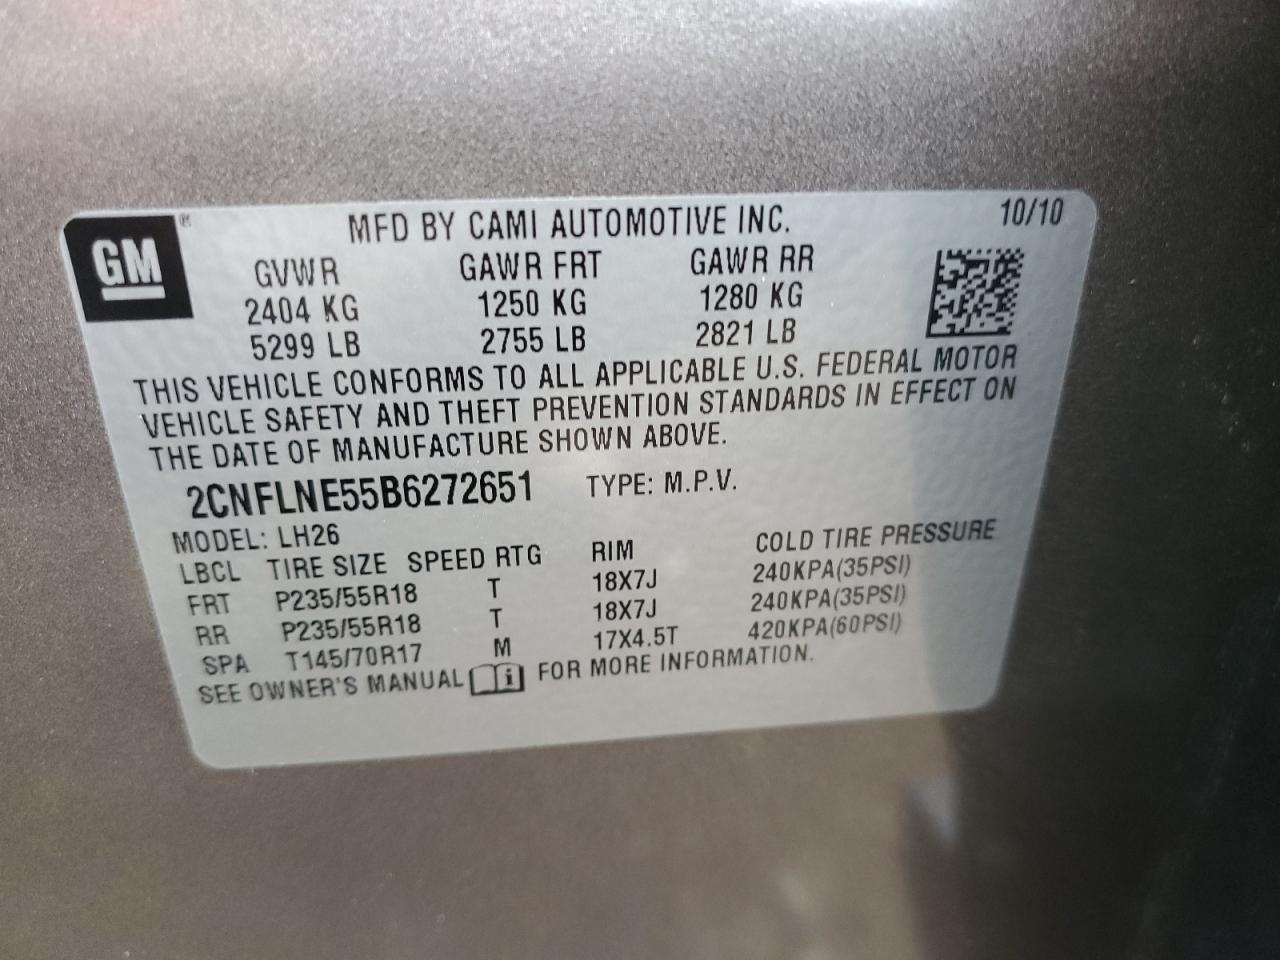 GM ® MFD BY CAMI AUTOMOTIVE INC. 10/10
GVWR GAWR FRT GAWR RR
2404 KG 1250 KG 1280 KG
5299 LB 2755 LB 2821 LB
THIS VEHICLE CONFORMS TO ALL APPLICABLE U.S. FEDERAL MOTOR
VEHICLE SAFETY AND THEFT PREVENTION STANDARDS IN EFFECT ON
THE DATE OF MANUFACTURE SHOWN ABOVE.
2CNFLNE55B6272651 TYPE: M.P.V.
MODEL: LH26
LBCL TIRE SIZE SPEED RTG RIM COLD TIRE PRESSURE
FRT P235/55R18 T 18X7J 240KPA(35PSI)
RR P235/55R18 T 18X7J 240KPA(35PSI)
SPA T145/70R17 M 17X4.5T 420KPA(60PSI)
SEE OWNER'S MANUAL i FOR MORE INFORMATION.